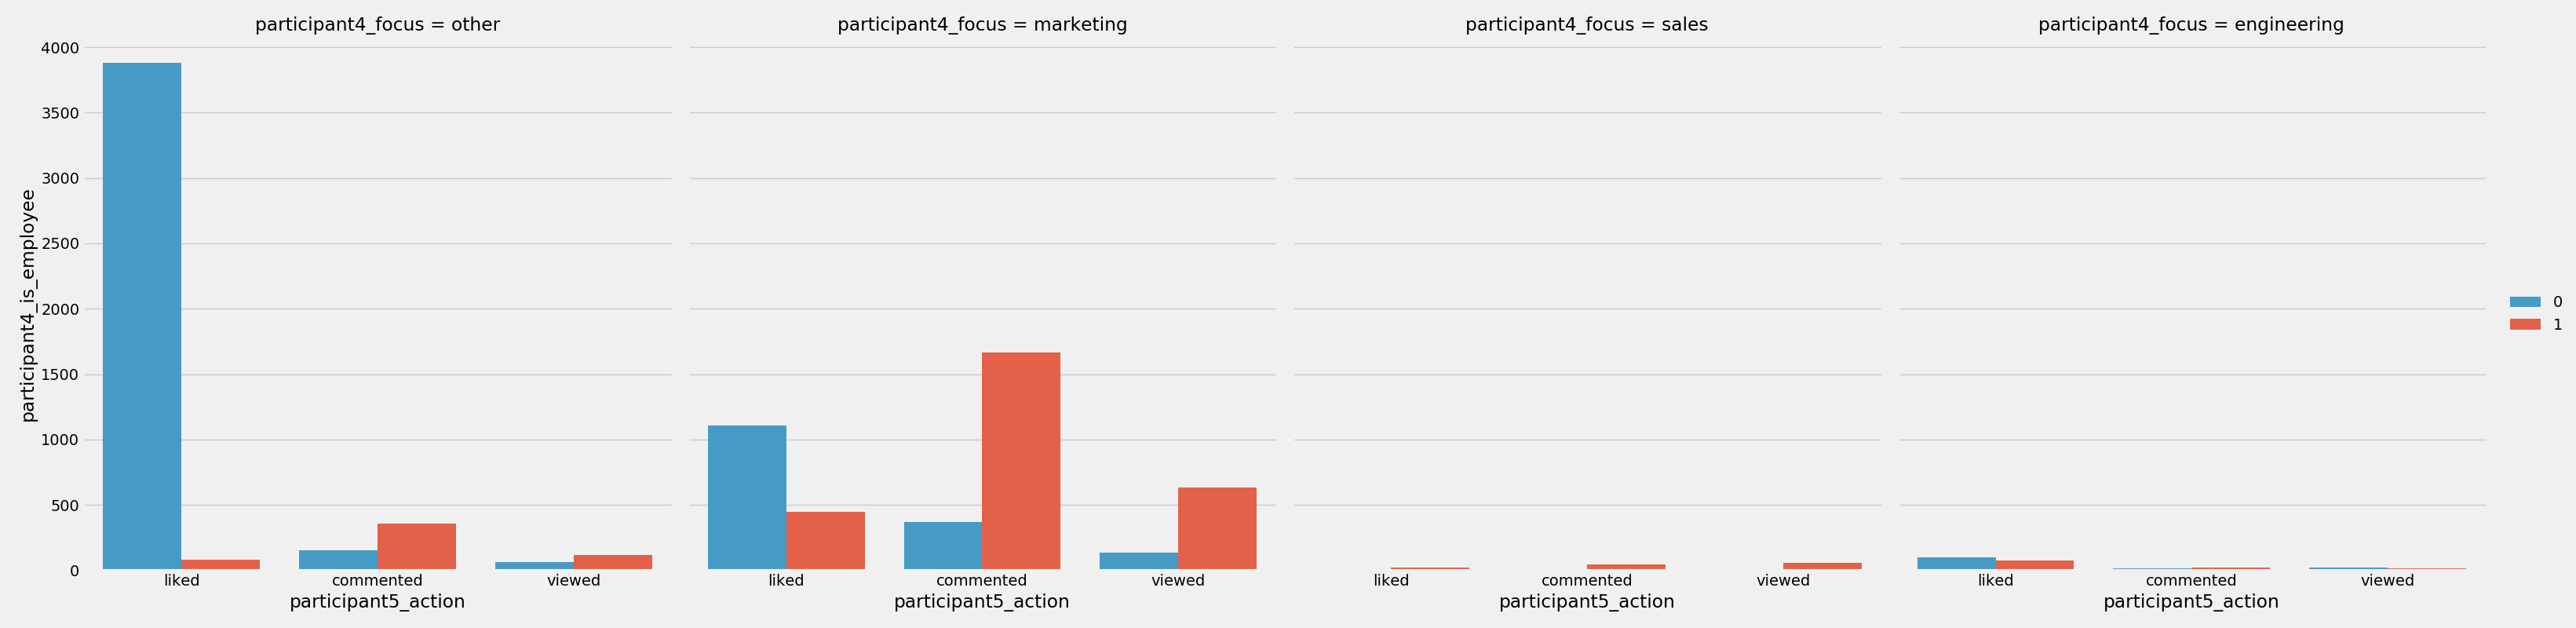 participant4_focus = other
participant4_focus = marketing
participant4_focus = sales
participant4_focus = engineering
4000
3500
3000
2500
2000
1500
1000
500
0
participant4_is_employee
liked commented viewed
liked commented viewed
liked commented viewed
liked commented viewed
participant5_action
participant5_action
participant5_action
participant5_action
0
1